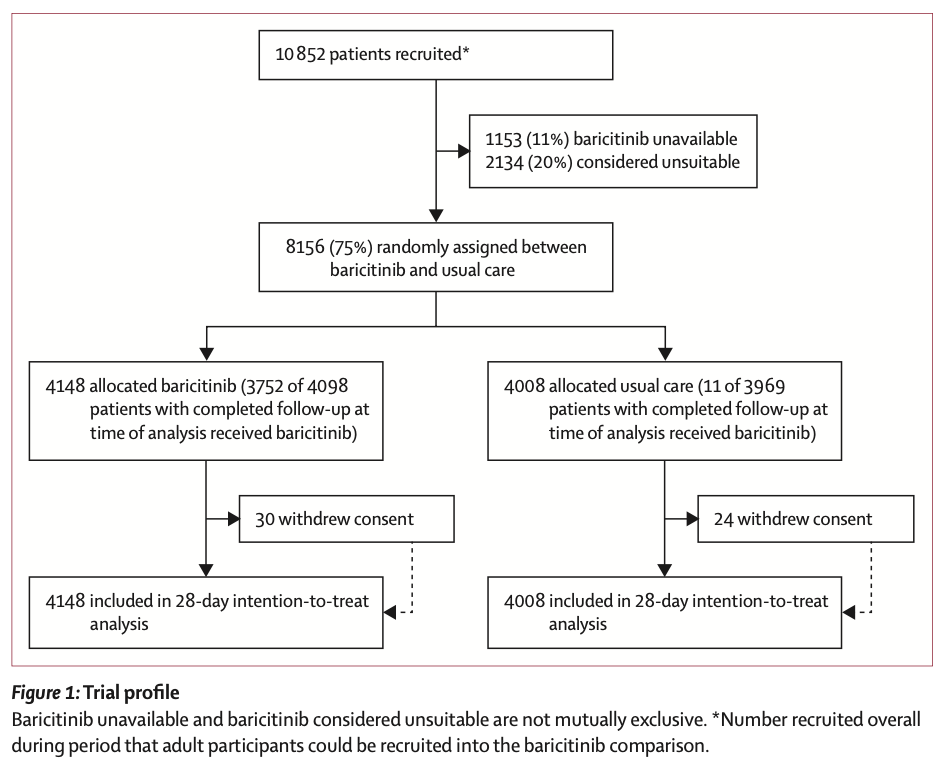 10 852 patients recruited*
1153 (11%) baricitinib unavailable
2134 (20%) considered unsuitable
8156 (75%) randomly assigned between
baricitinib and usual care
4148 allocated baricitinib (3752 of 4098
patients with completed follow-up at
time of analysis received baricitinib)
4008 allocated usual care (11 of 3969
patients with completed follow-up at
time of analysis received baricitinib)
30 withdrew consent
24 withdrew consent
4148 included in 28-day intention-to-treat
analysis
4008 included in 28-day intention-to-treat
analysis
Figure 1: Trial profile
Baricitinib unavailable and baricitinib considered unsuitable are not mutually exclusive. *Number recruited overall
during period that adult participants could be recruited into the baricitinib comparison.